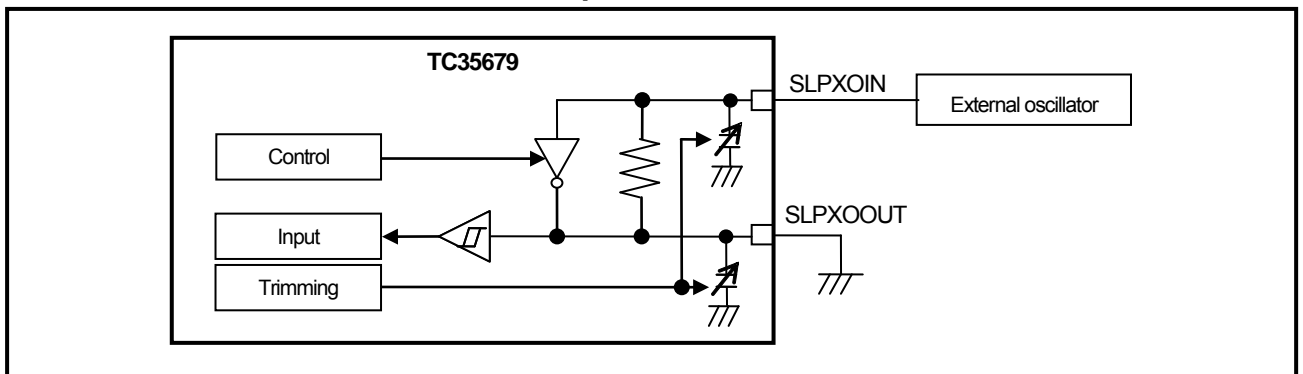 TC35679
SLPXOIN
External oscillator
Control
SLPXOOUT
Input
Trimming